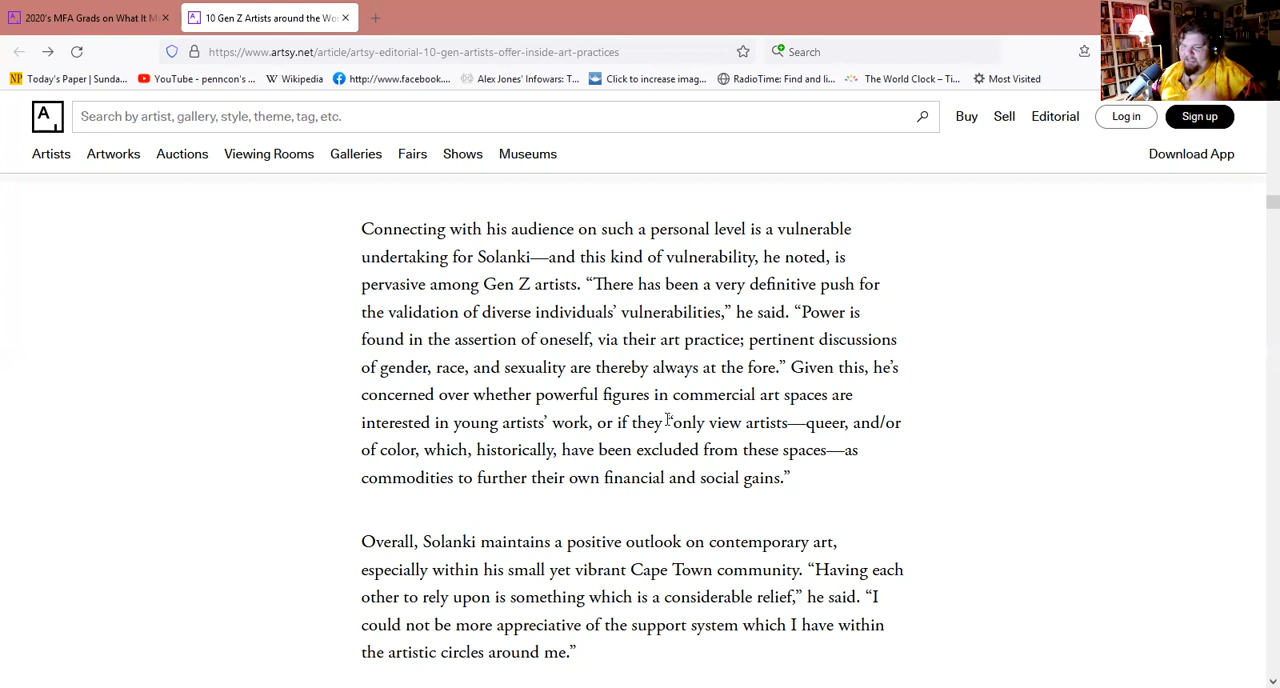 2020's MFA Grads on What It M
10 Gen Z Artists around the Wo
https://www.artsy.net/article/artsy-editorial-10-gen-artists-offer-inside-art-practices
Search
Today's Paper | Sunda...
YouTube - penncon's ...
Wikipedia
http://www.facebook....
Alex Jones' Infowars: T...
Click to increase imag...
RadioTime: Find and li...
The World Clock – Ti...
Most Visited
A
Search by artist, gallery, style, theme, tag, etc.
Buy
Sell
Editorial
Log in
Sign up
Artists
Artworks
Auctions
Viewing Rooms
Galleries
Fairs
Shows
Museums
Download App
Connecting with his audience on such a personal level is a vulnerable
undertaking for Solanki—and this kind of vulnerability, he noted, is
pervasive among Gen Z artists. “There has been a very definitive push for
the validation of diverse individuals’ vulnerabilities,” he said. “Power is
found in the assertion of oneself, via their art practice; pertinent discussions
of gender, race, and sexuality are thereby always at the fore.” Given this, he’s
concerned over whether powerful figures in commercial art spaces are
interested in young artists’ work, or if they “only view artists—queer, and/or
of color, which, historically, have been excluded from these spaces—as
commodities to further their own financial and social gains.”
Overall, Solanki maintains a positive outlook on contemporary art,
especially within his small yet vibrant Cape Town community. “Having each
other to rely upon is something which is a considerable relief,” he said. “I
could not be more appreciative of the support system which I have within
the artistic circles around me.”